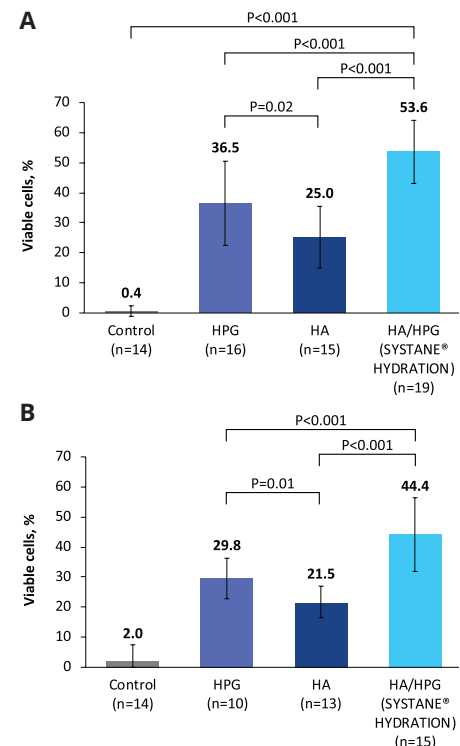 A
P<0.001
P<0.001
P<0.001
P=0.02
Viable cells, %
70
60
50
40
30
20
10
0
0.4
36.5
25.0
53.6
Control
(n=14)
HPG
(n=16)
HA
(n=15)
HA/HPG
(SYSTANE®
HYDRATION)
(n=19)
B
P<0.001
P<0.001
P=0.01
Viable cells, %
70
60
50
40
30
20
10
0
2.0
29.8
21.5
44.4
Control
(n=14)
HPG
(n=10)
HA
(n=13)
HA/HPG
(SYSTANE®
HYDRATION)
(n=15)